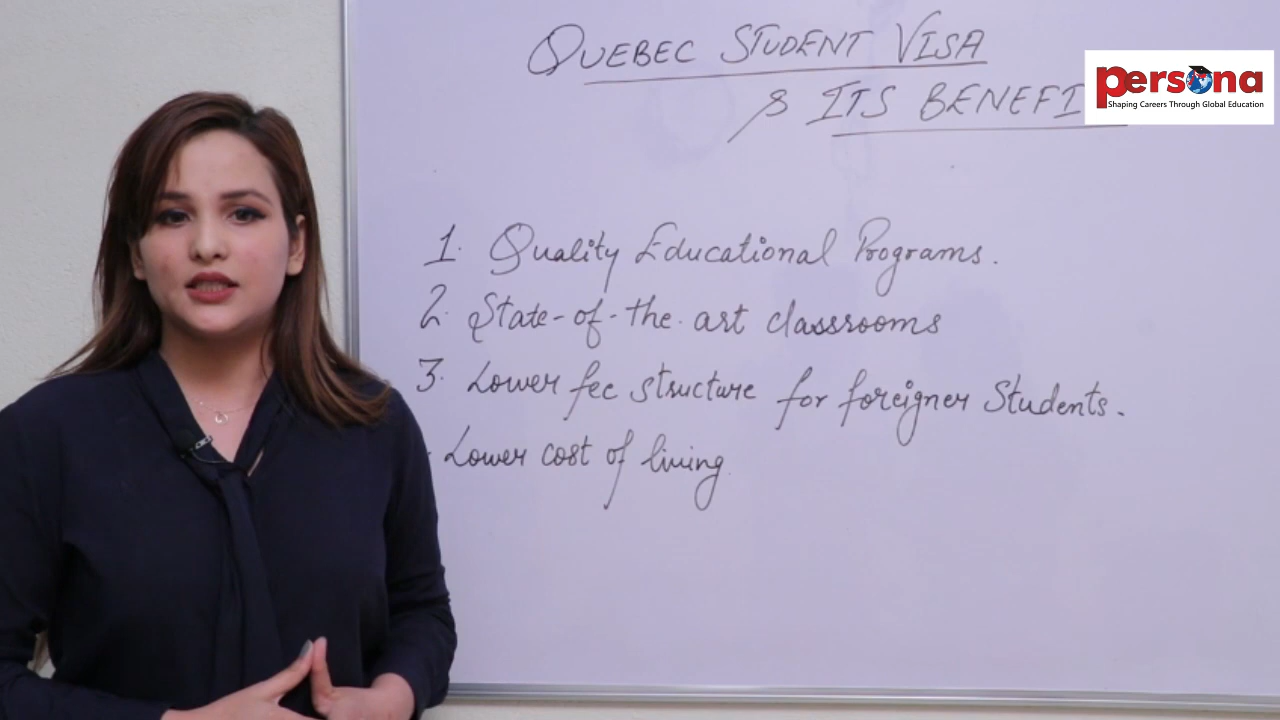 QUEBEC STUDENT VISA
& ITS BENEFI
persona
Shaping Careers Through Global Education
1. Quality Educational Programs.
2. State-of-the-art classrooms
3. Lower fee structure for foreigner Students.
. Lower cost of living